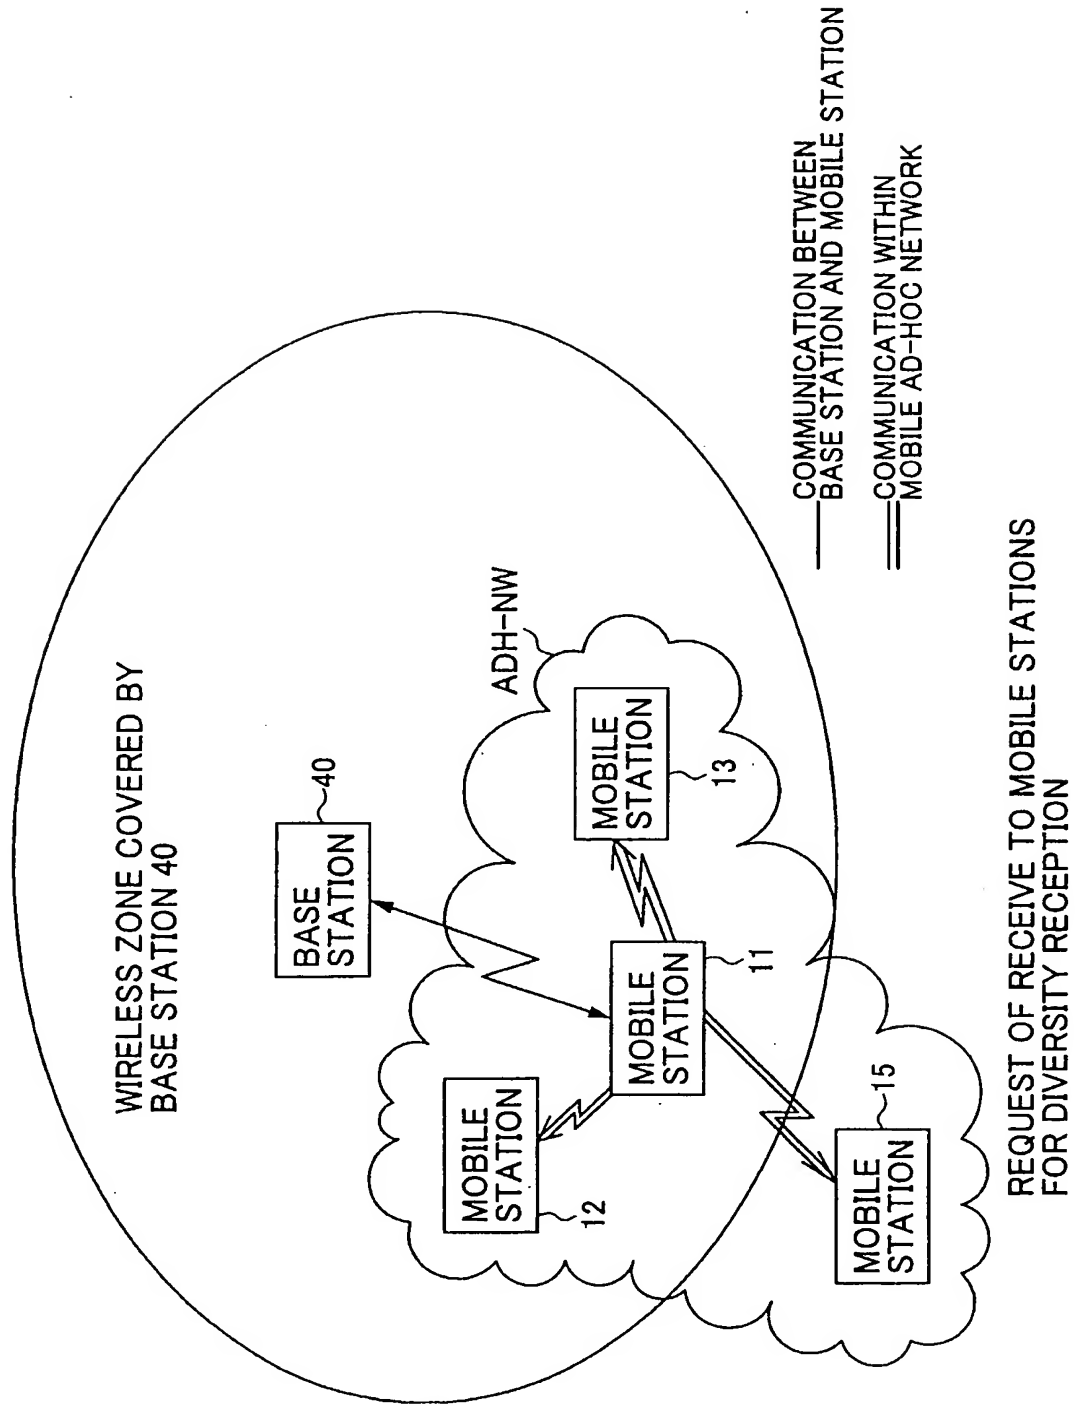 WIRELESS ZONE COVERED BY
BASE STATION 40
40
BASE
STATION
ADH-NW
MOBILE
STATION
12
MOBILE
STATION
13
MOBILE
STATION
11
MOBILE
STATION
15
COMMUNICATION BETWEEN
BASE STATION AND MOBILE STATION
COMMUNICATION WITHIN
MOBILE AD-HOC NETWORK
REQUEST OF RECEIVE TO MOBILE STATIONS
FOR DIVERSITY RECEPTION